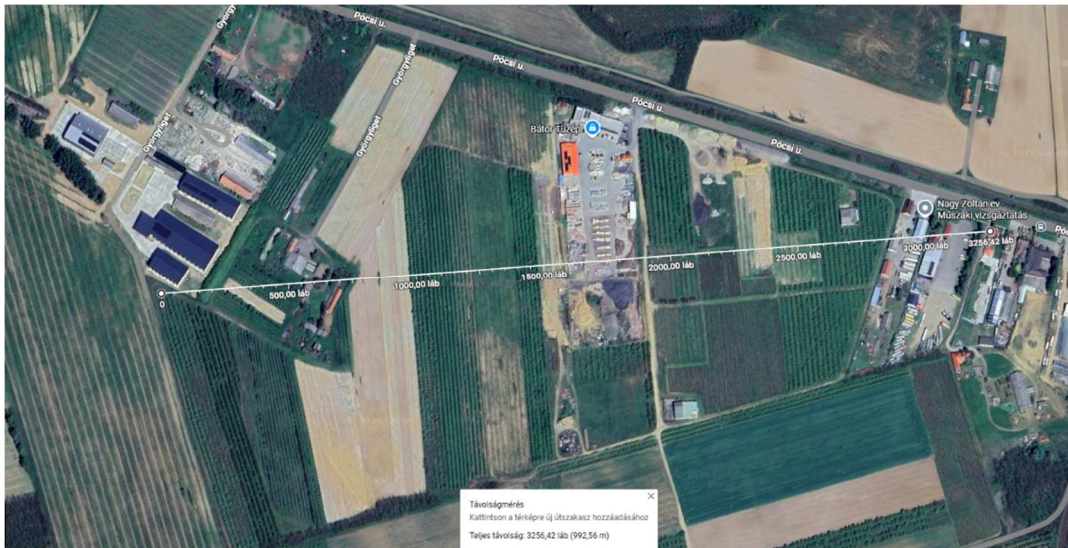 Pócsi u.
György
Györgyliget
Pócsi u.
Györgyliget
Györgyliget
Pócsi u.
Bátor Tüzép
Pócsi u.
Nagy Zoltán ev
Műszaki vizsgáztatás
Póc
3256,42 láb
3000,00 láb
2500,00 láb
2000,00 láb
1500,00 láb
1000,00 láb
500,00 láb
0
Távolságmérés
Kattintson a térképre új útszakasz hozzáadásához
Teljes távolság: 3256,42 láb (992,56 m)